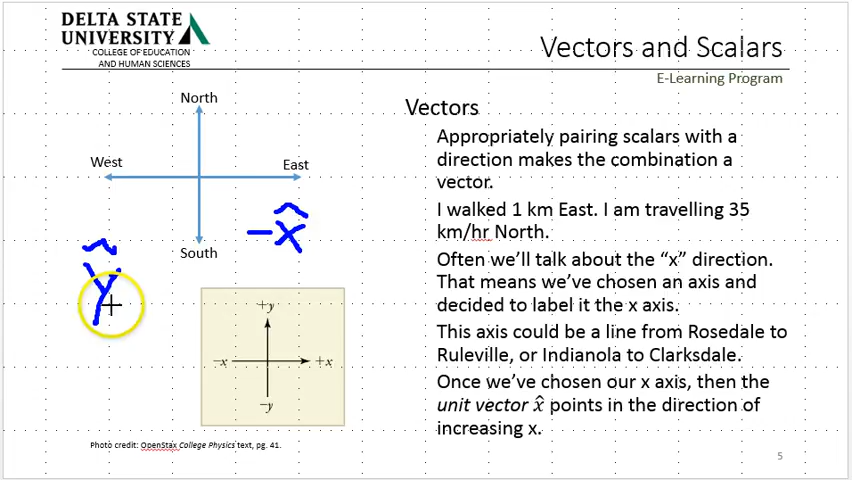 DELTA STATE
UNIVERSITY
COLLEGE OF EDUCATION
AND HUMAN SCIENCES
Vectors and Scalars
E-Learning Program
North
West
East
South
-x̂
ŷ
+y
-x
+x
-y
Photo credit: OpenStax College Physics text, pg. 41.
Vectors
Appropriately pairing scalars with a
direction makes the combination a
vector.
I walked 1 km East. I am travelling 35
km/hr North.
Often we'll talk about the “x” direction.
That means we've chosen an axis and
decided to label it the x axis.
This axis could be a line from Rosedale to
Ruleville, or Indianola to Clarksdale.
Once we've chosen our x axis, then the
unit vector x̂ points in the direction of
increasing x.
5